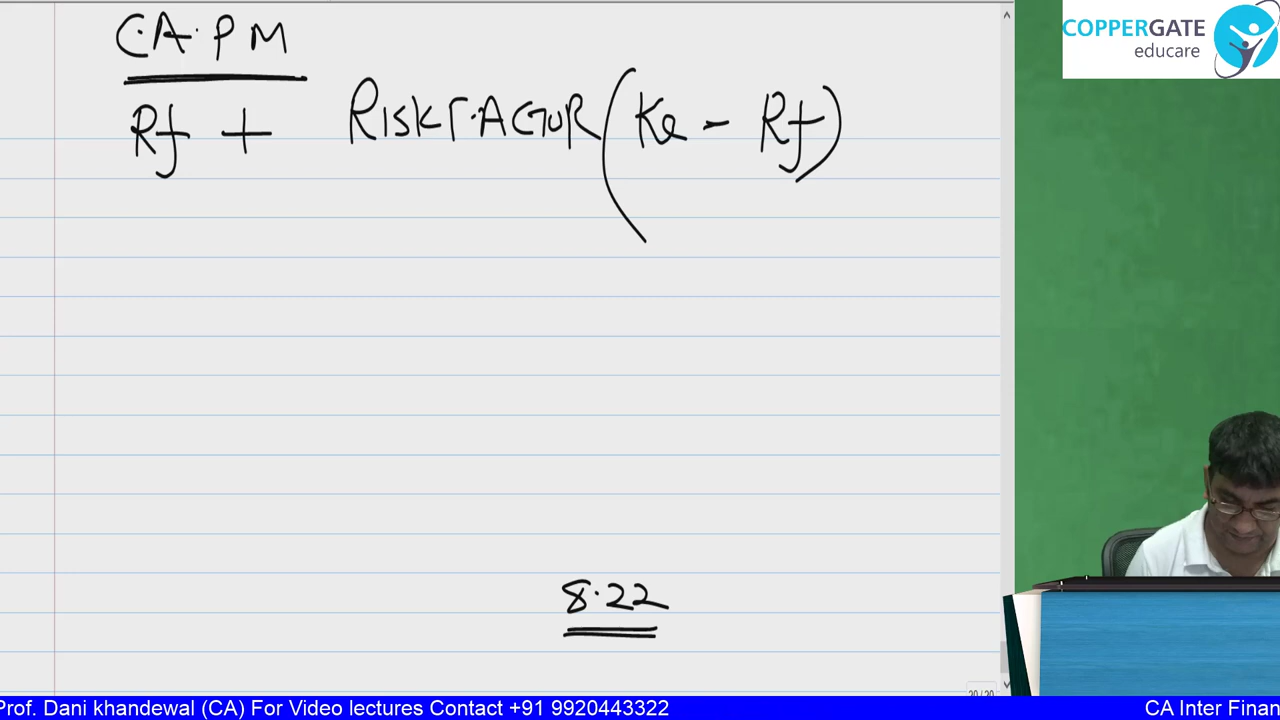 C.A.P M
Rf + RISK F.ACTOR (Ke - Rf)
8.22
COPPERGATE
educare
Prof. Dani khandewal (CA) For Video lectures Contact +91 9920443322
CA Inter Finan